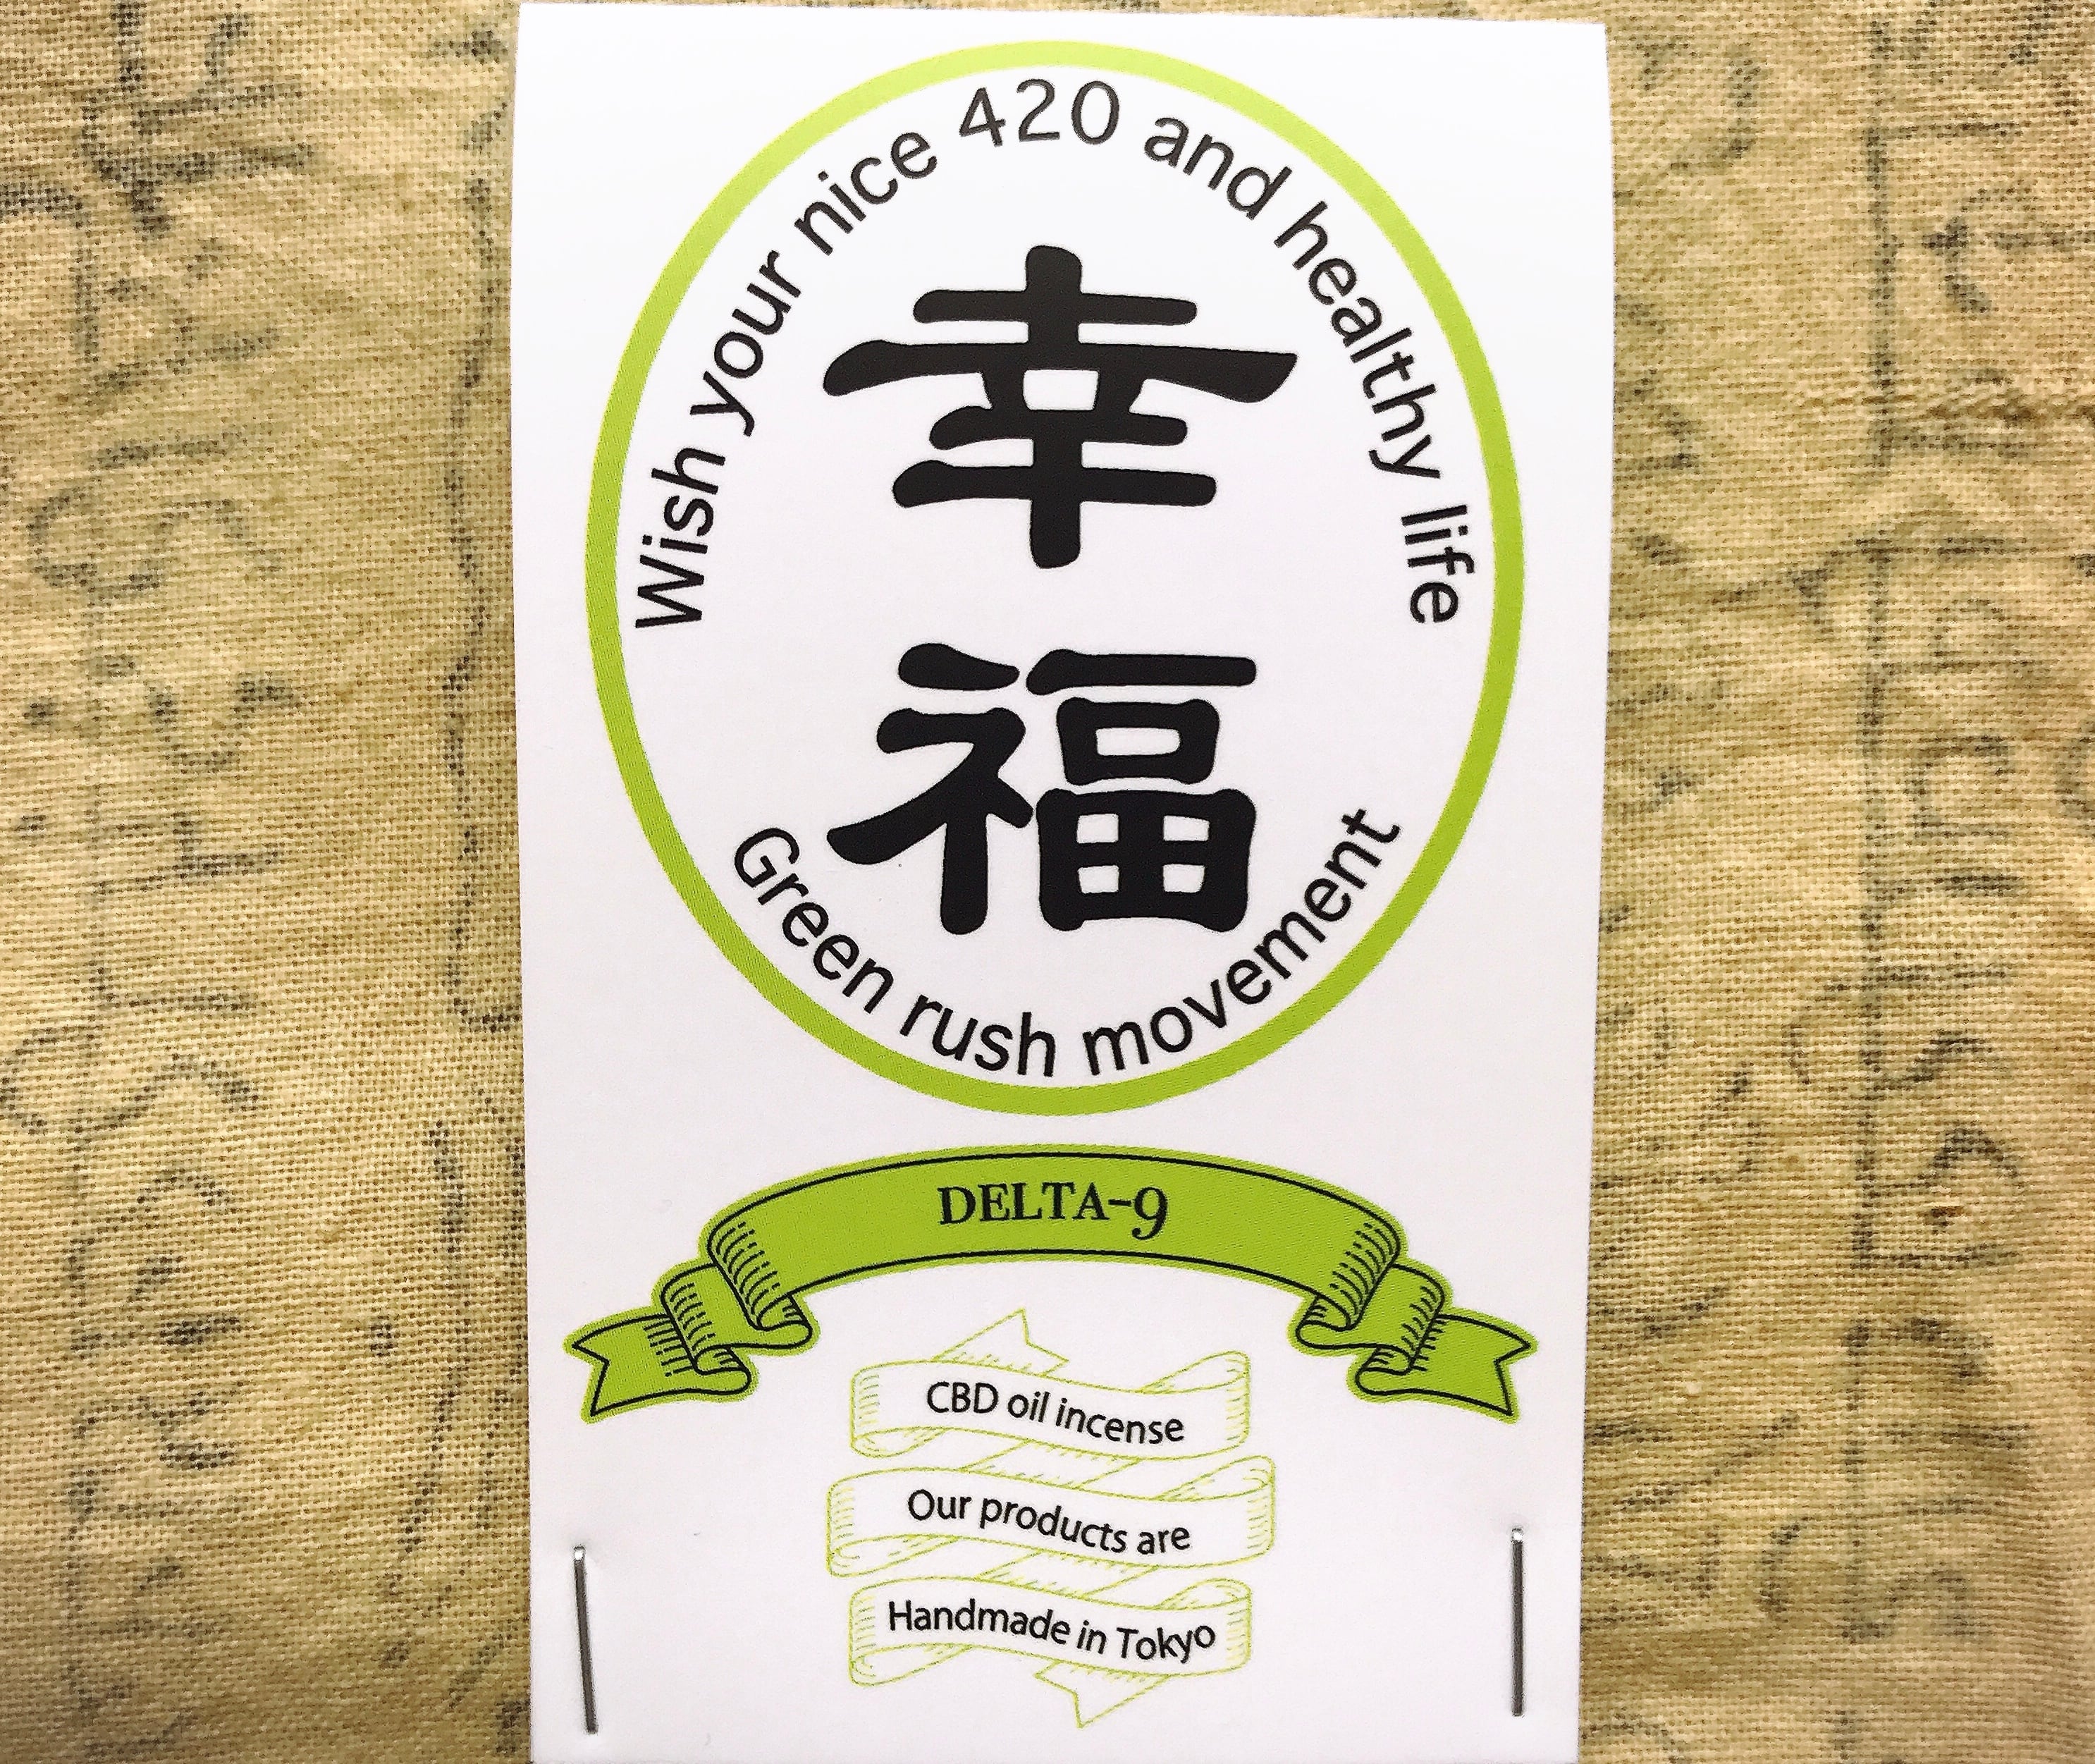 Wish your nice 420 and healthy life
幸福
Green rush movement
DELTA-9
CBD oil incense
Our products are
Handmade in Tokyo